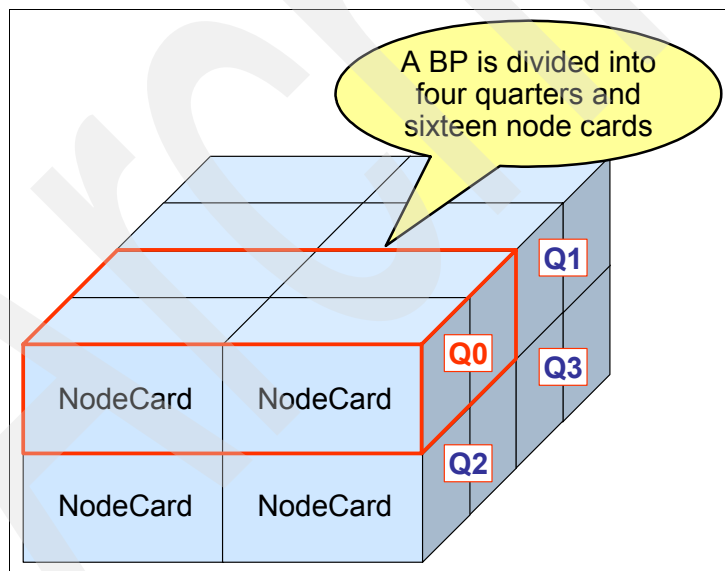 A BP is divided into
four quarters and
sixteen node cards
Q1
Q0
Q3
NodeCard NodeCard
Q2
NodeCard NodeCard